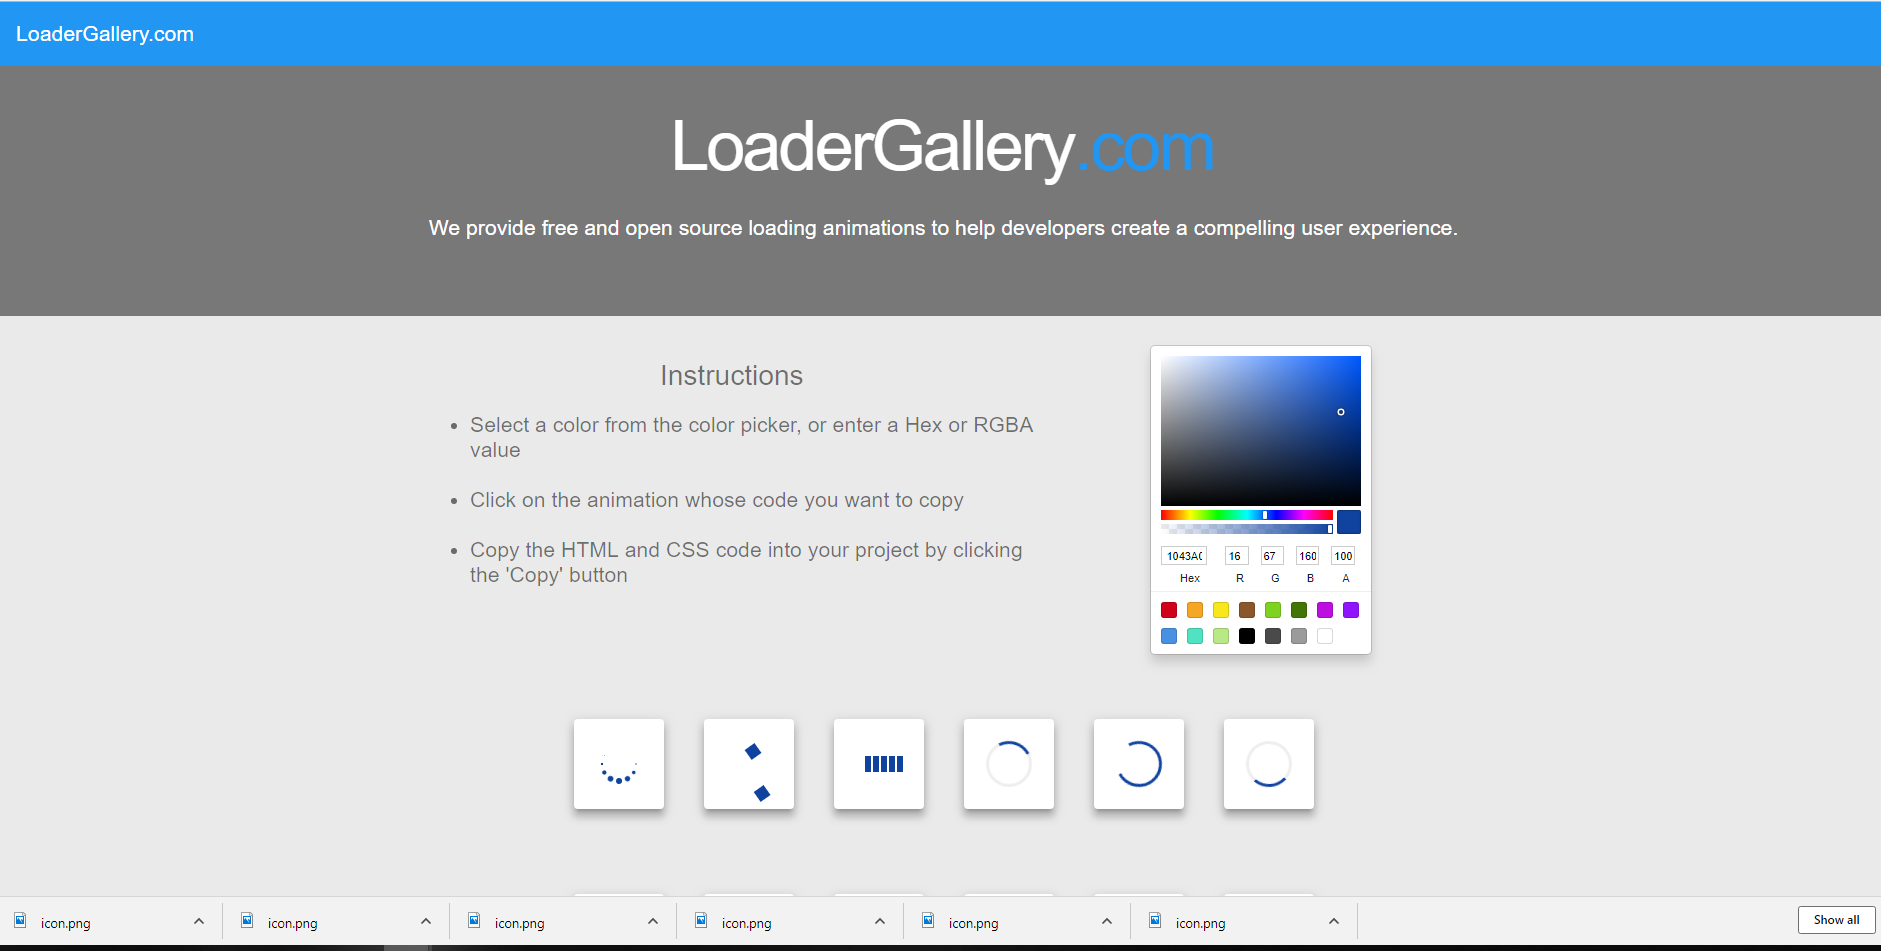 LoaderGallery.com
LoaderGallery.com
We provide free and open source loading animations to help developers create a compelling user experience.
Instructions
Select a color from the color picker, or enter a Hex or RGBA
value
Click on the animation whose code you want to copy
Copy the HTML and CSS code into your project by clicking
the 'Copy' button
1043A0 16 67 160 100
Hex R G B A
icon.png icon.png icon.png icon.png icon.png icon.png Show all